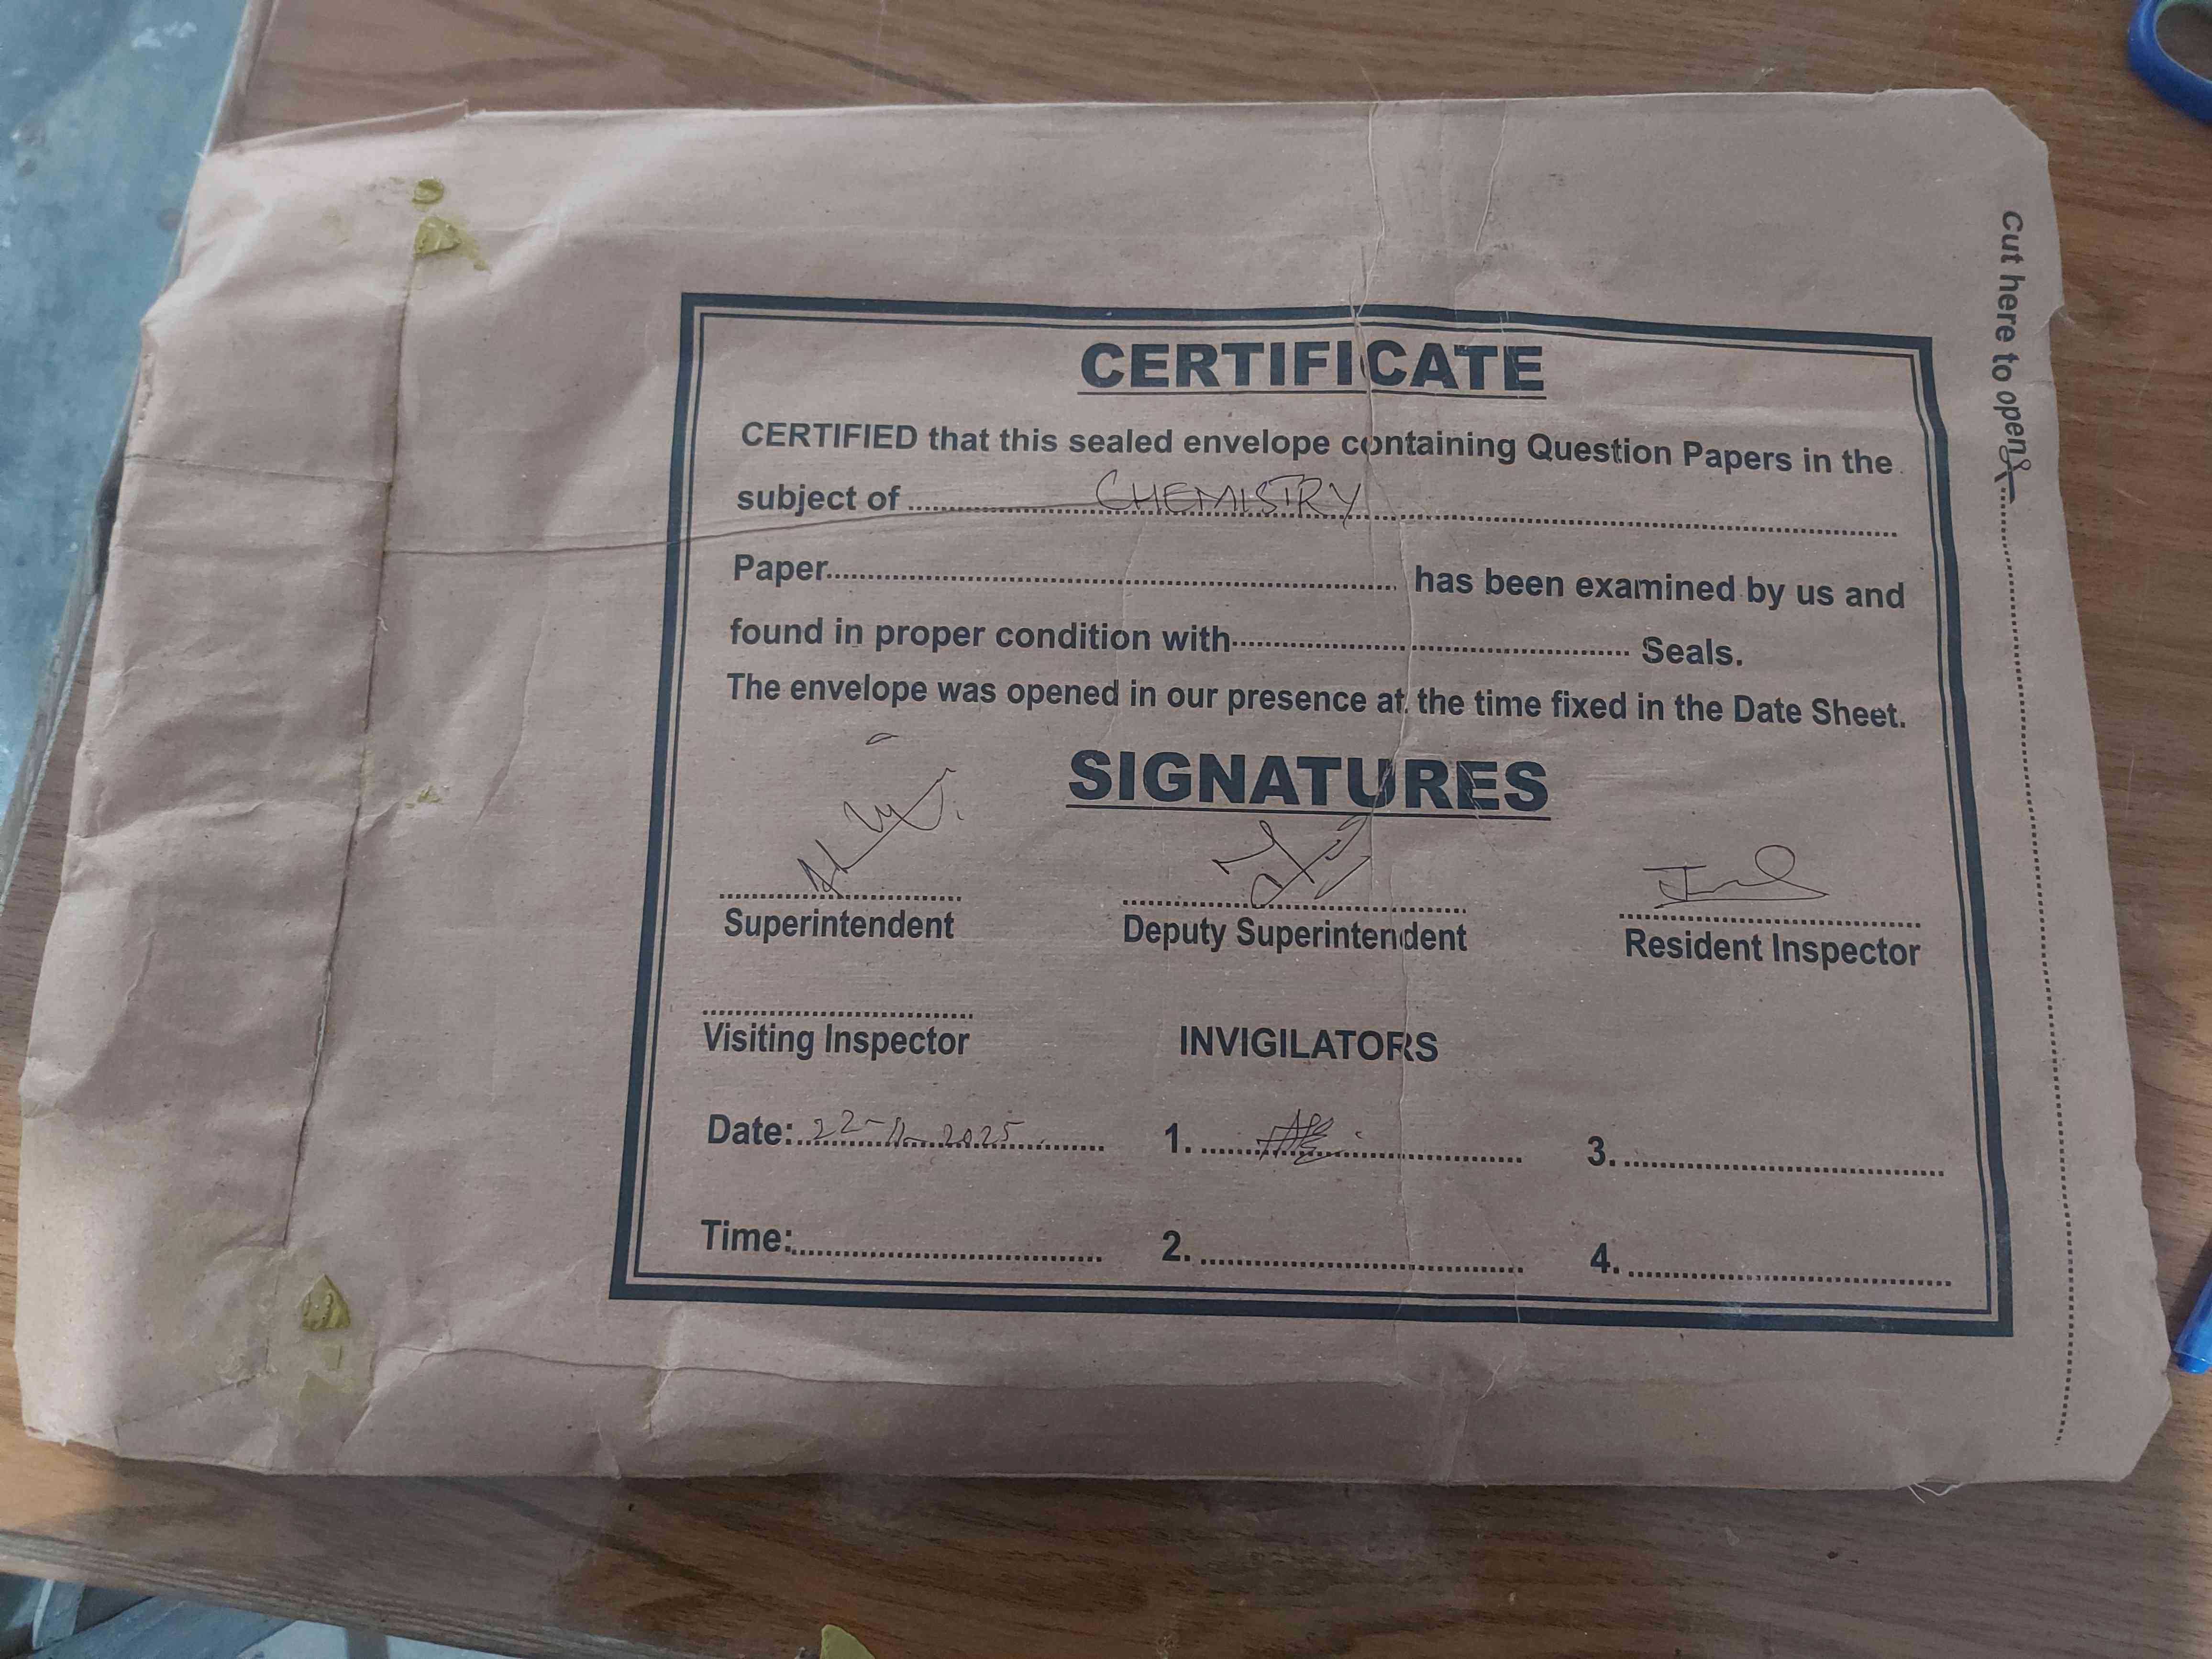 CERTIFICATE
CERTIFIED that this sealed envelope containing Question Papers in the
subject of CHEMISTRY
Paper has been examined by us and
found in proper condition with Seals.
The envelope was opened in our presence at the time fixed in the Date Sheet.
SIGNATURES
Superintendent Deputy Superintendent Resident Inspector
Visiting Inspector INVIGILATORS
Date: 22-11-2025 1. 3.
Time: 2. 4.
Cut here to open